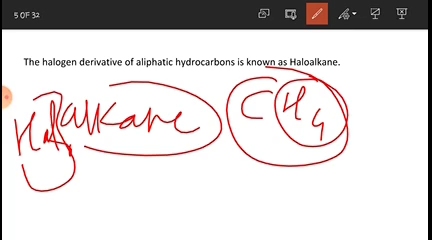 5 OF 32
The halogen derivative of aliphatic hydrocarbons is known as Haloalkane.
alkane CH4